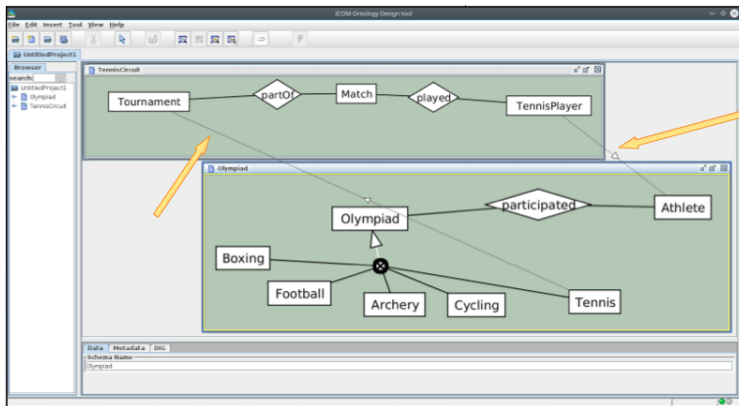 ICOM Ontology Design tool
File Edit Insert Tool View Help
UntitledProject1
Browser
search:
UntitledProject1
Olympiad
TennisCircuit
TennisCircuit
Tournament
partOf
Match
played
TennisPlayer
Olympiad
Olympiad
participated
Athlete
Boxing
Football
Archery
Cycling
Tennis
Data Metadata DIG
Schema Name
Olympiad